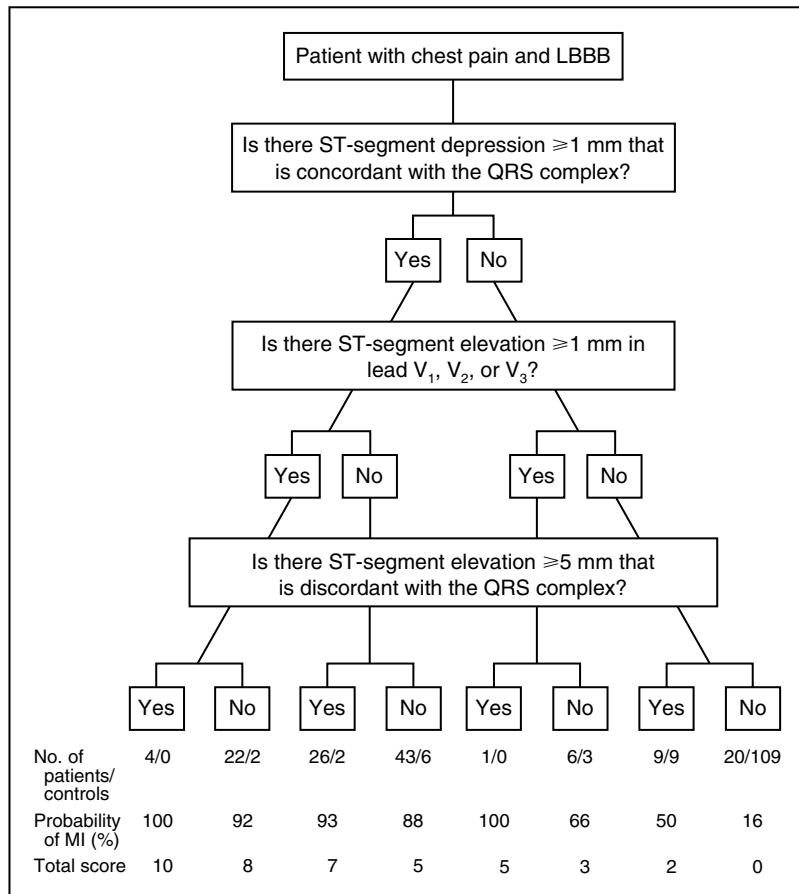 Patient with chest pain and LBBB
Is there ST-segment depression ⩾1 mm that
is concordant with the QRS complex?
Yes No
Is there ST-segment elevation ⩾1 mm in
lead V₁, V₂, or V₃?
Yes No Yes No
Is there ST-segment elevation ⩾5 mm that
is discordant with the QRS complex?
Yes No Yes No Yes No Yes No
No. of 4/0 22/2 26/2 43/6 1/0 6/3 9/9 20/109
patients/
controls
Probability 100 92 93 88 100 66 50 16
of MI (%)
Total score 10 8 7 5 5 3 2 0